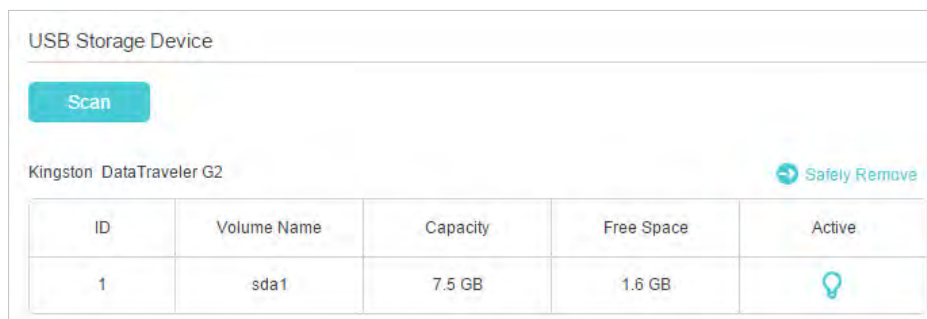 USB Storage Device
Scan
Kingston DataTraveler G2
Safely Remove
ID Volume Name Capacity Free Space Active
1 sda1 7.5 GB 1.6 GB